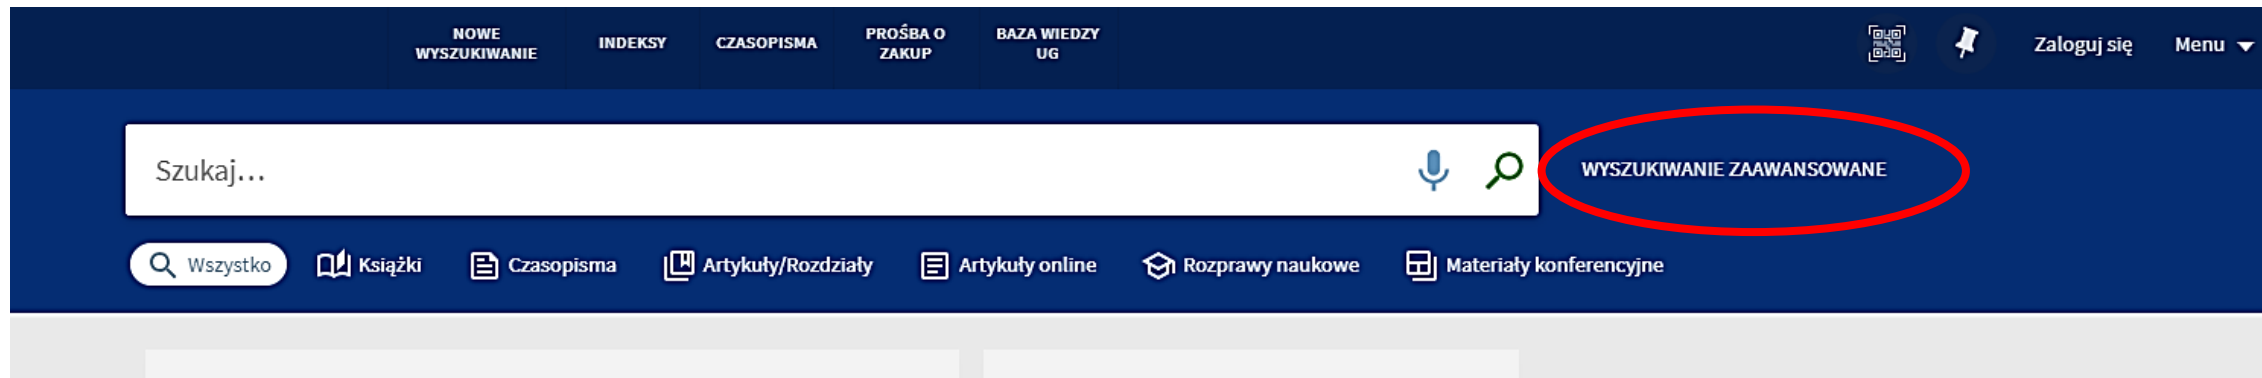 NOWE
WYSZUKIWANIE
INDEKSY
CZASOPISMA
PROŚBA O
ZAKUP
BAZA WIEDZY
UG
Zaloguj się
Menu
Szukaj...
WYSZUKIWANIE ZAAWANSOWANE
Wszystko
Książki
Czasopisma
Artykuły/Rozdziały
Artykuły online
Rozprawy naukowe
Materiały konferencyjne